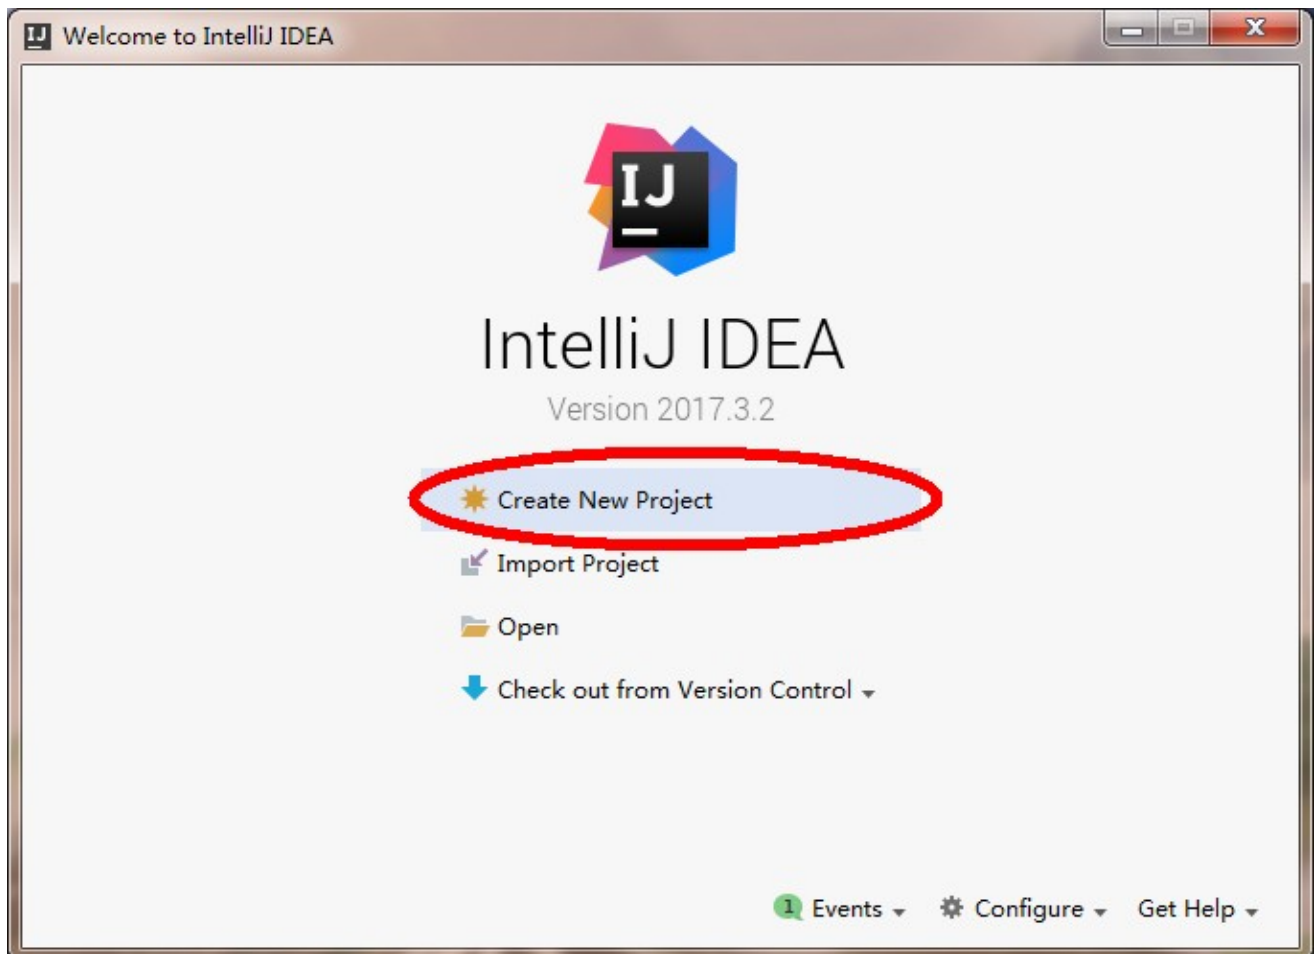 Welcome to IntelliJ IDEA
IJ
IntelliJ IDEA
Version 2017.3.2
Create New Project
Import Project
Open
Check out from Version Control
1 Events Configure Get Help